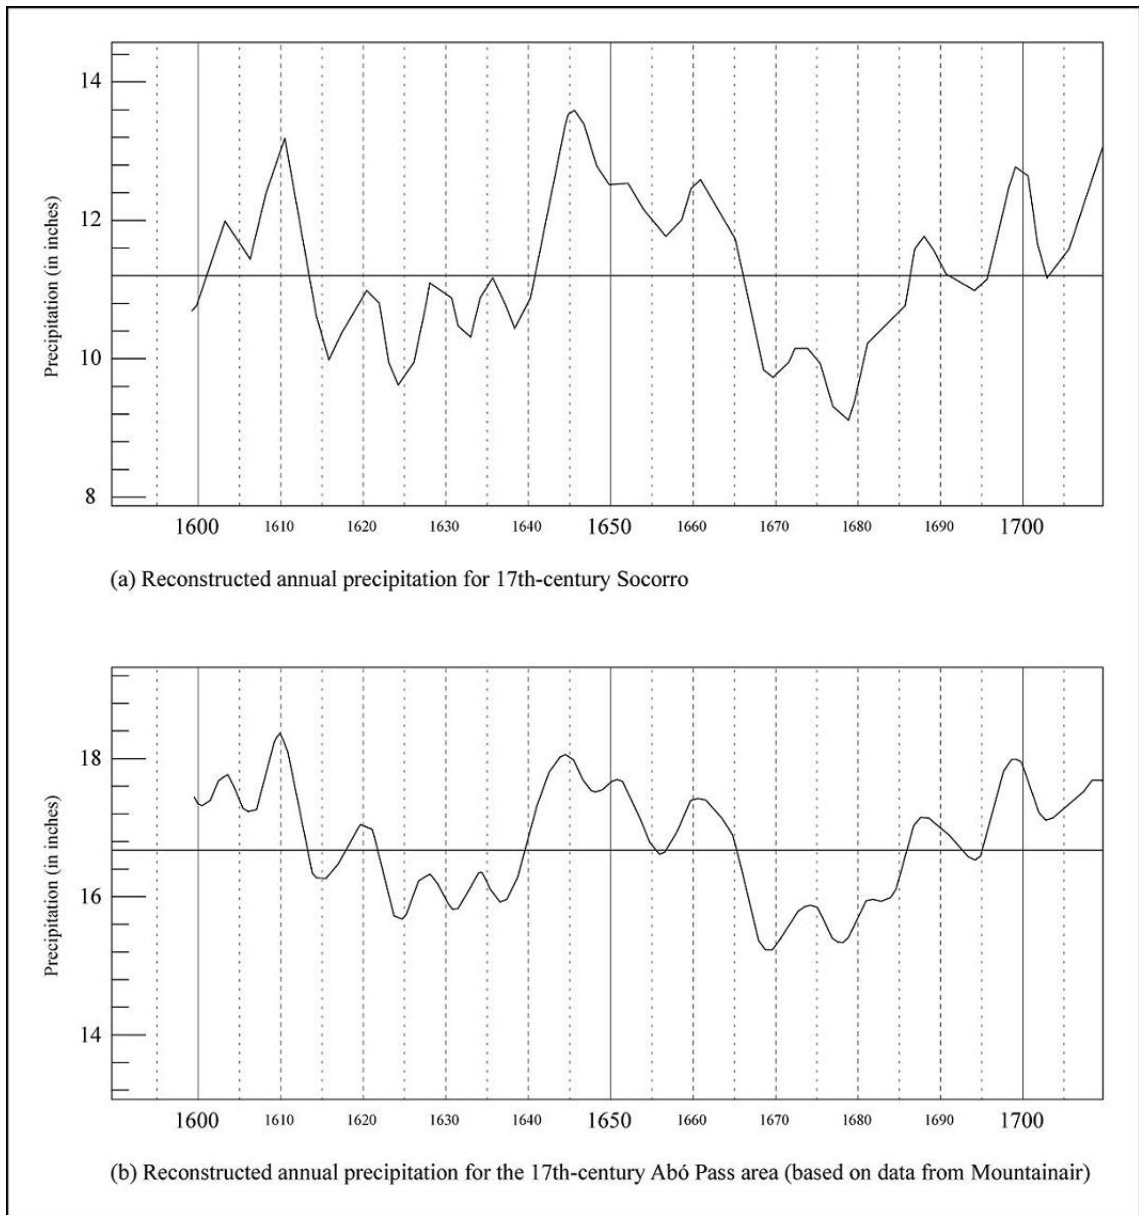 14
12
10
8
Precipitation (in inches)
1600 1610 1620 1630 1640 1650 1660 1670 1680 1690 1700
(a) Reconstructed annual precipitation for 17th-century Socorro
18
16
14
Precipitation (in inches)
1600 1610 1620 1630 1640 1650 1660 1670 1680 1690 1700
(b) Reconstructed annual precipitation for the 17th-century Abó Pass area (based on data from Mountainair)